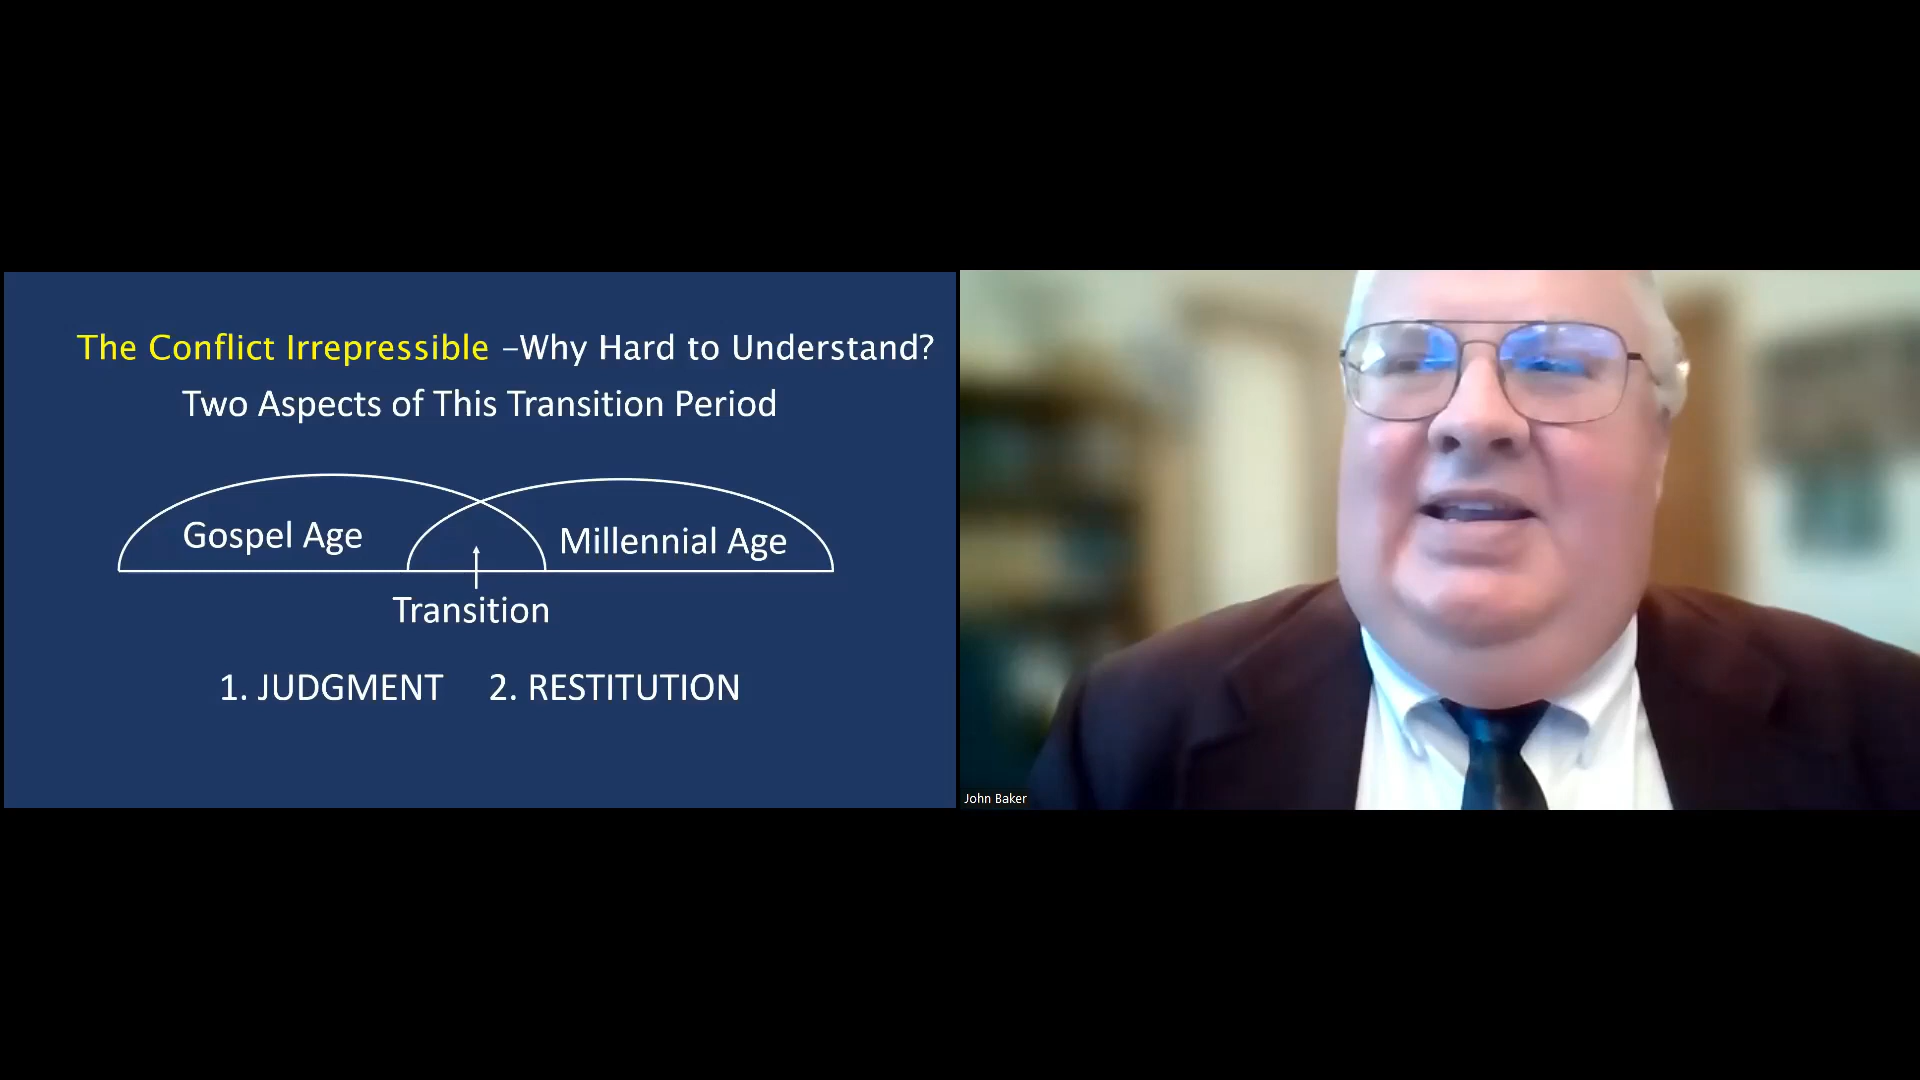 The Conflict Irrepressible –Why Hard to Understand?
Two Aspects of This Transition Period
Gospel Age
Millennial Age
Transition
1. JUDGMENT 2. RESTITUTION
John Baker